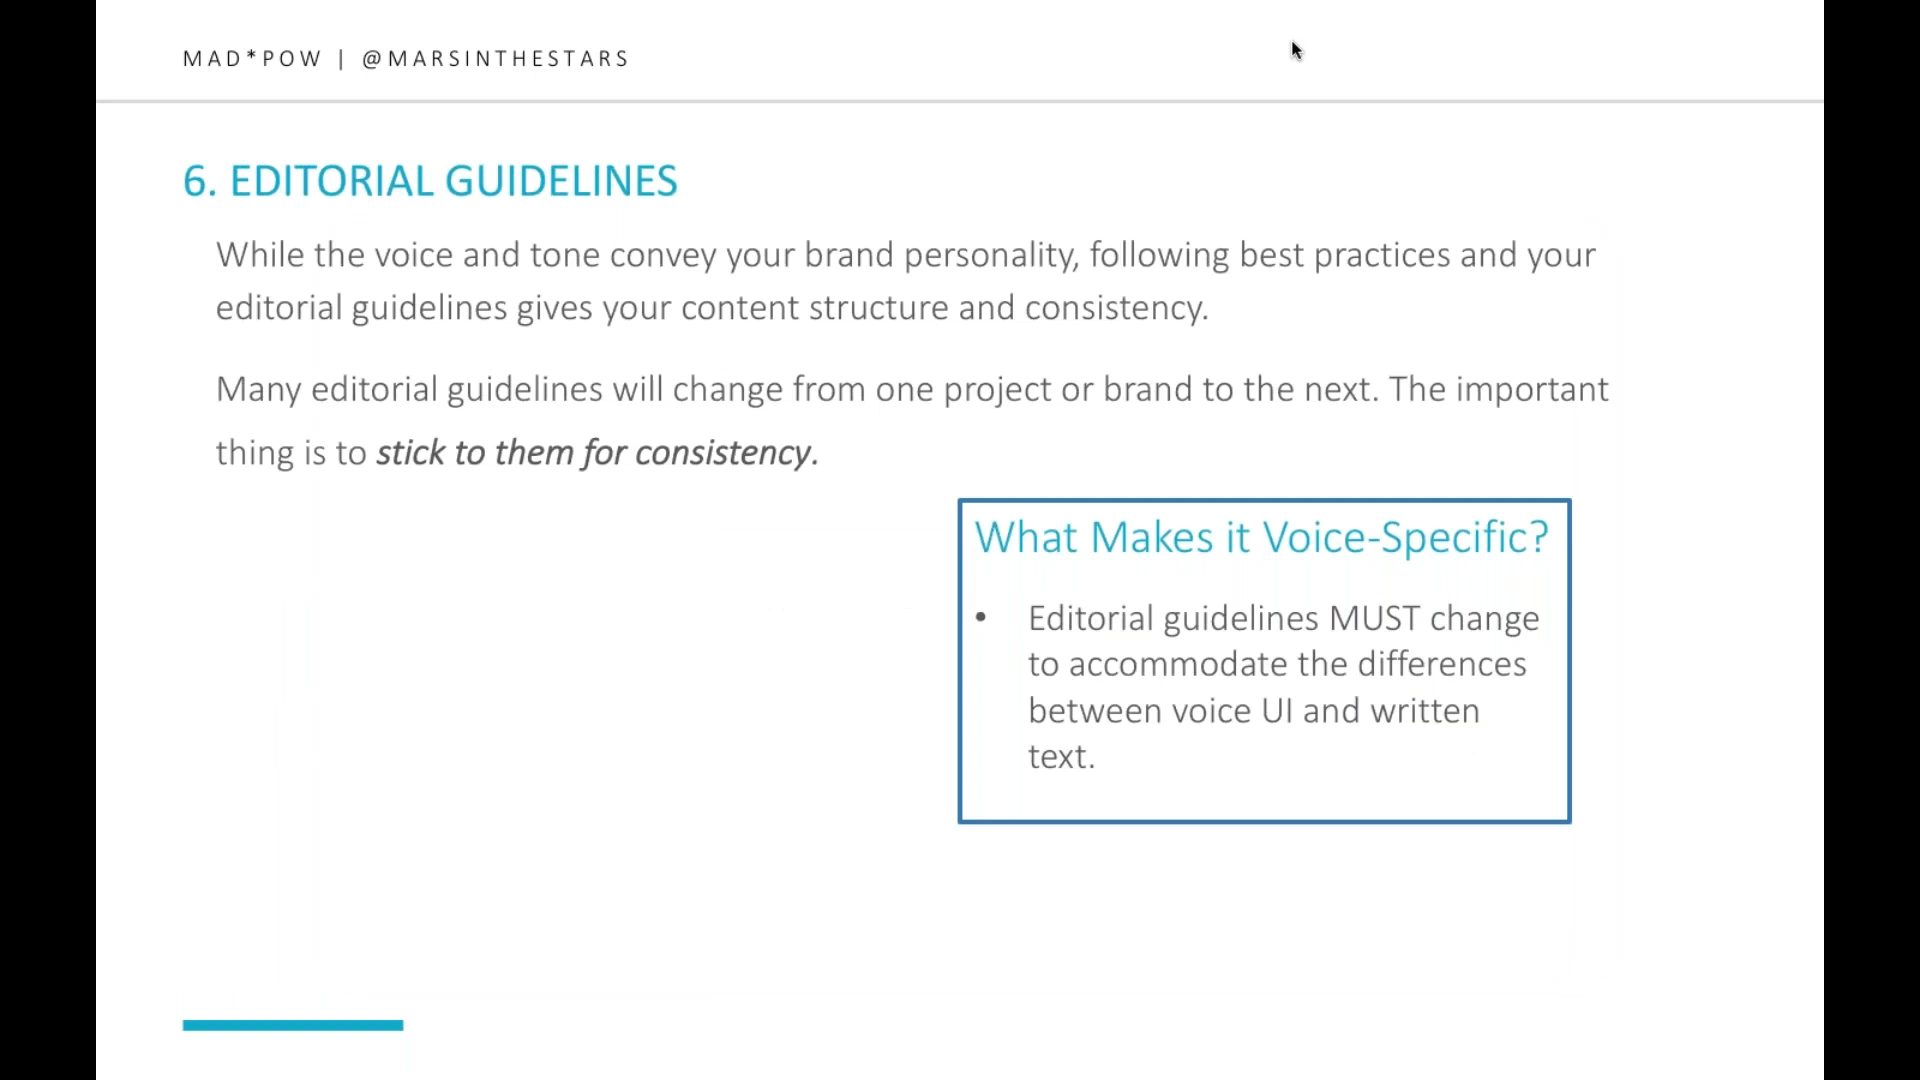 MAD*POW | @MARSINTHESTARS
6. EDITORIAL GUIDELINES
While the voice and tone convey your brand personality, following best practices and your
editorial guidelines gives your content structure and consistency.
Many editorial guidelines will change from one project or brand to the next. The important
thing is to stick to them for consistency.
What Makes it Voice-Specific?
• Editorial guidelines MUST change
to accommodate the differences
between voice UI and written
text.